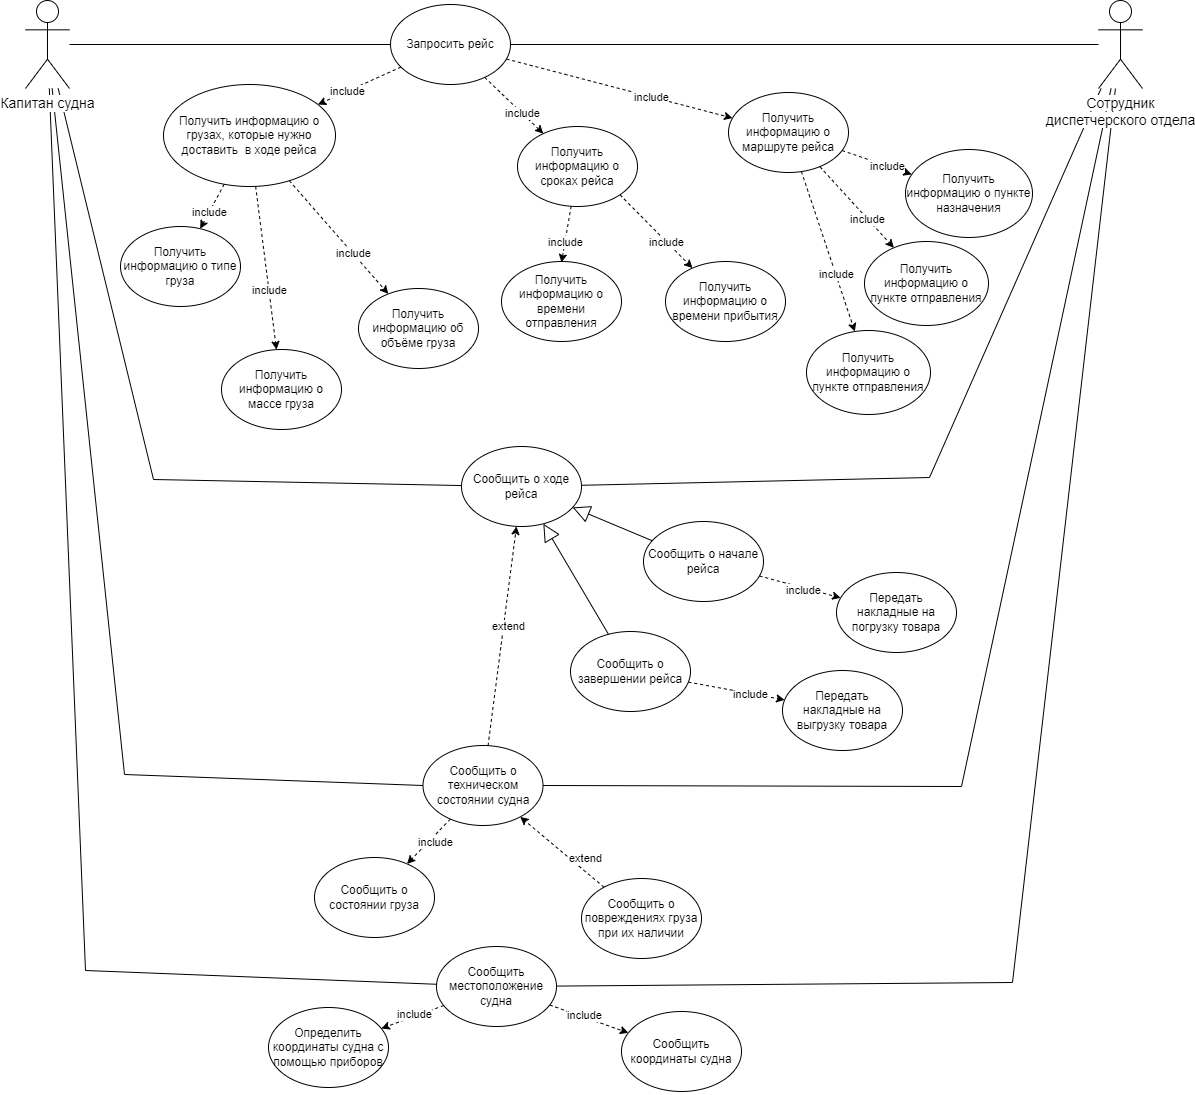 Запросить рейс
Капитан судна
Сотрудник
диспетчерского отдела
include
include
include
Получить информацию о
грузах, которые нужно
доставить в ходе рейса
Получить
информацию о
сроках рейса
Получить
информацию о
маршруте рейса
include
Получить
информацию о пункте
назначения
include
include
include
include
Получить
информацию о типе
груза
include
include
include
Получить
информацию о
пункте отправления
Получить
информацию о
времени
отправления
Получить
информацию о
времени прибытия
Получить
информацию об
объёме груза
Получить
информацию о
массе груза
Получить
информацию о
пункте отправления
Сообщить о ходе
рейса
Сообщить о начале
рейса
include
Передать
накладные на
погрузку товара
extend
Сообщить о
завершении рейса
include
Передать
накладные на
выгрузку товара
Сообщить о
техническом
состоянии судна
include
extend
Сообщить о
состоянии груза
Сообщить о
повреждениях груза
при их наличии
Сообщить
местоположение
судна
include
include
Определить
координаты судна с
помощью приборов
Сообщить
координаты судна